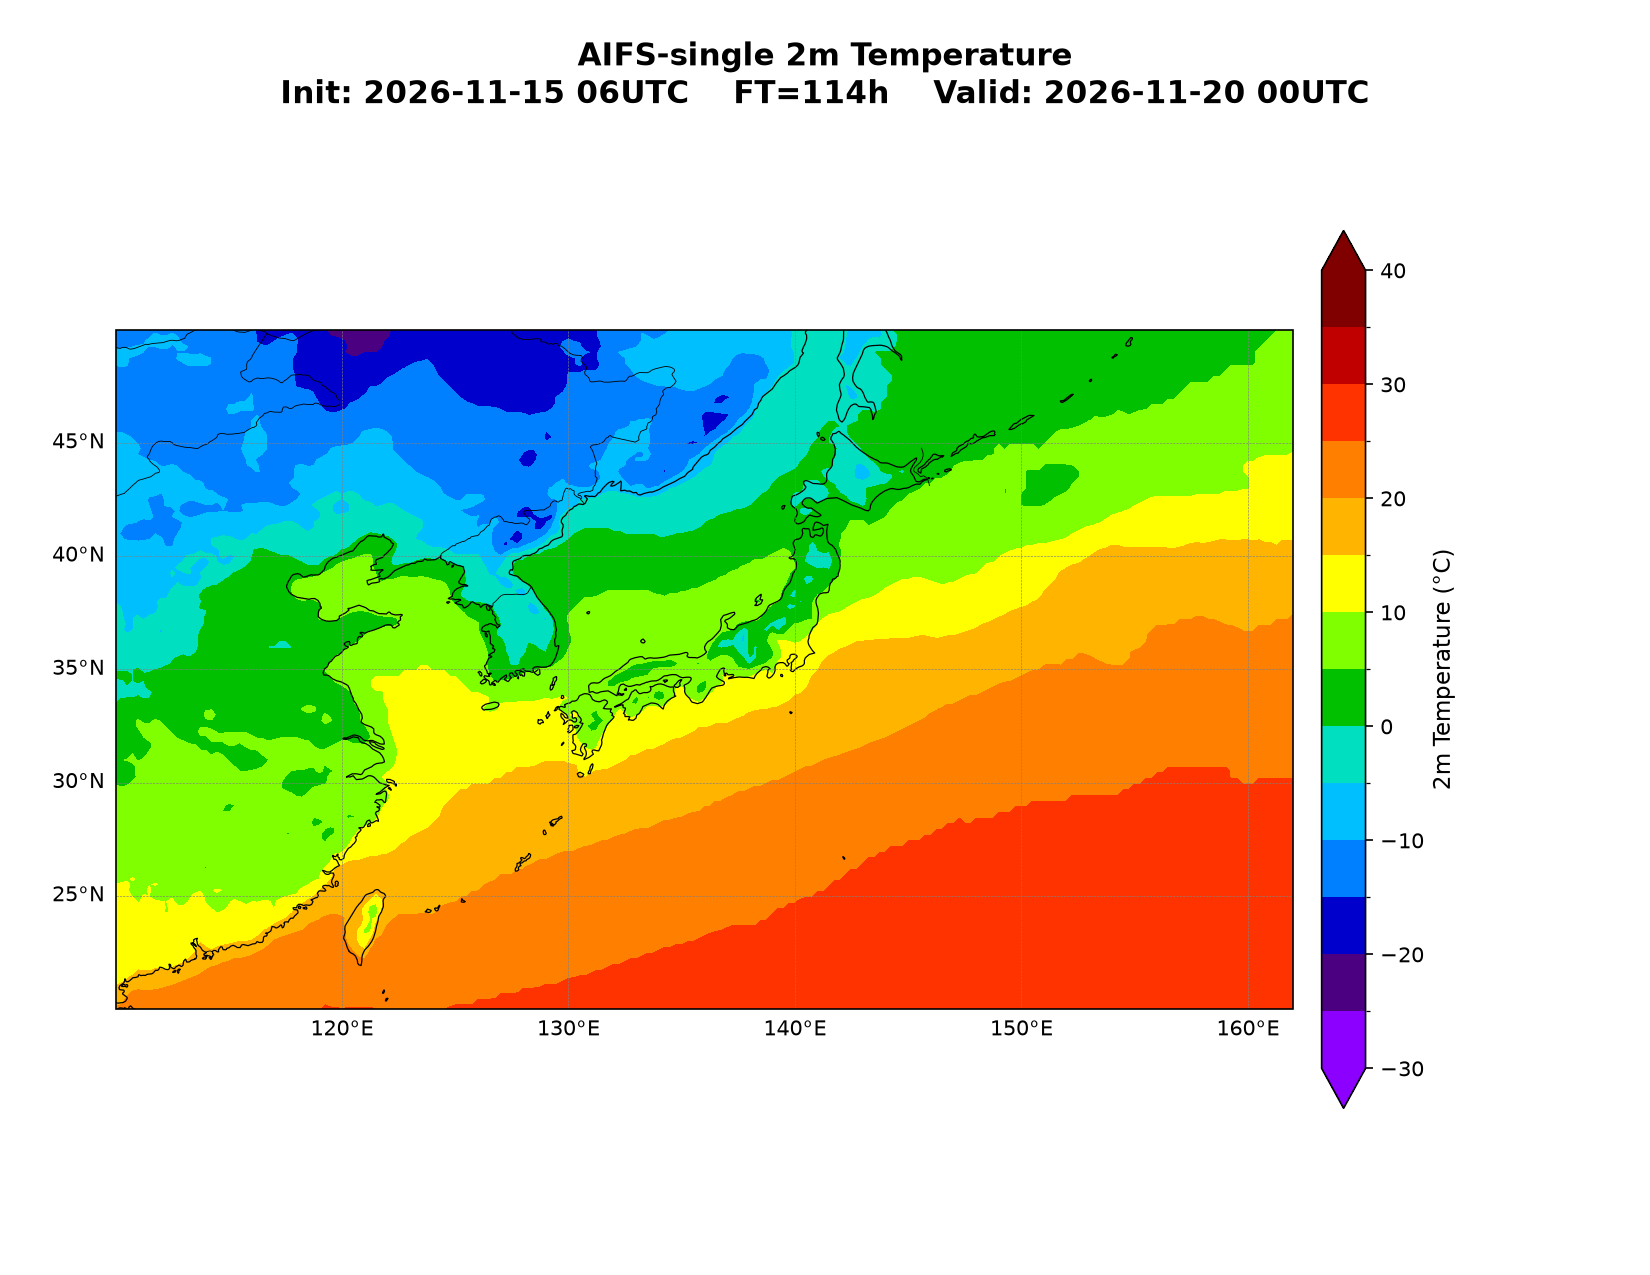 AIFS-single 2m Temperature
Init: 2026-11-15 06UTC    FT=114h    Valid: 2026-11-20 00UTC
45°N
40°N
35°N
30°N
25°N
120°E
130°E
140°E
150°E
160°E
40
30
20
10
0
−10
−20
−30
2m Temperature (°C)